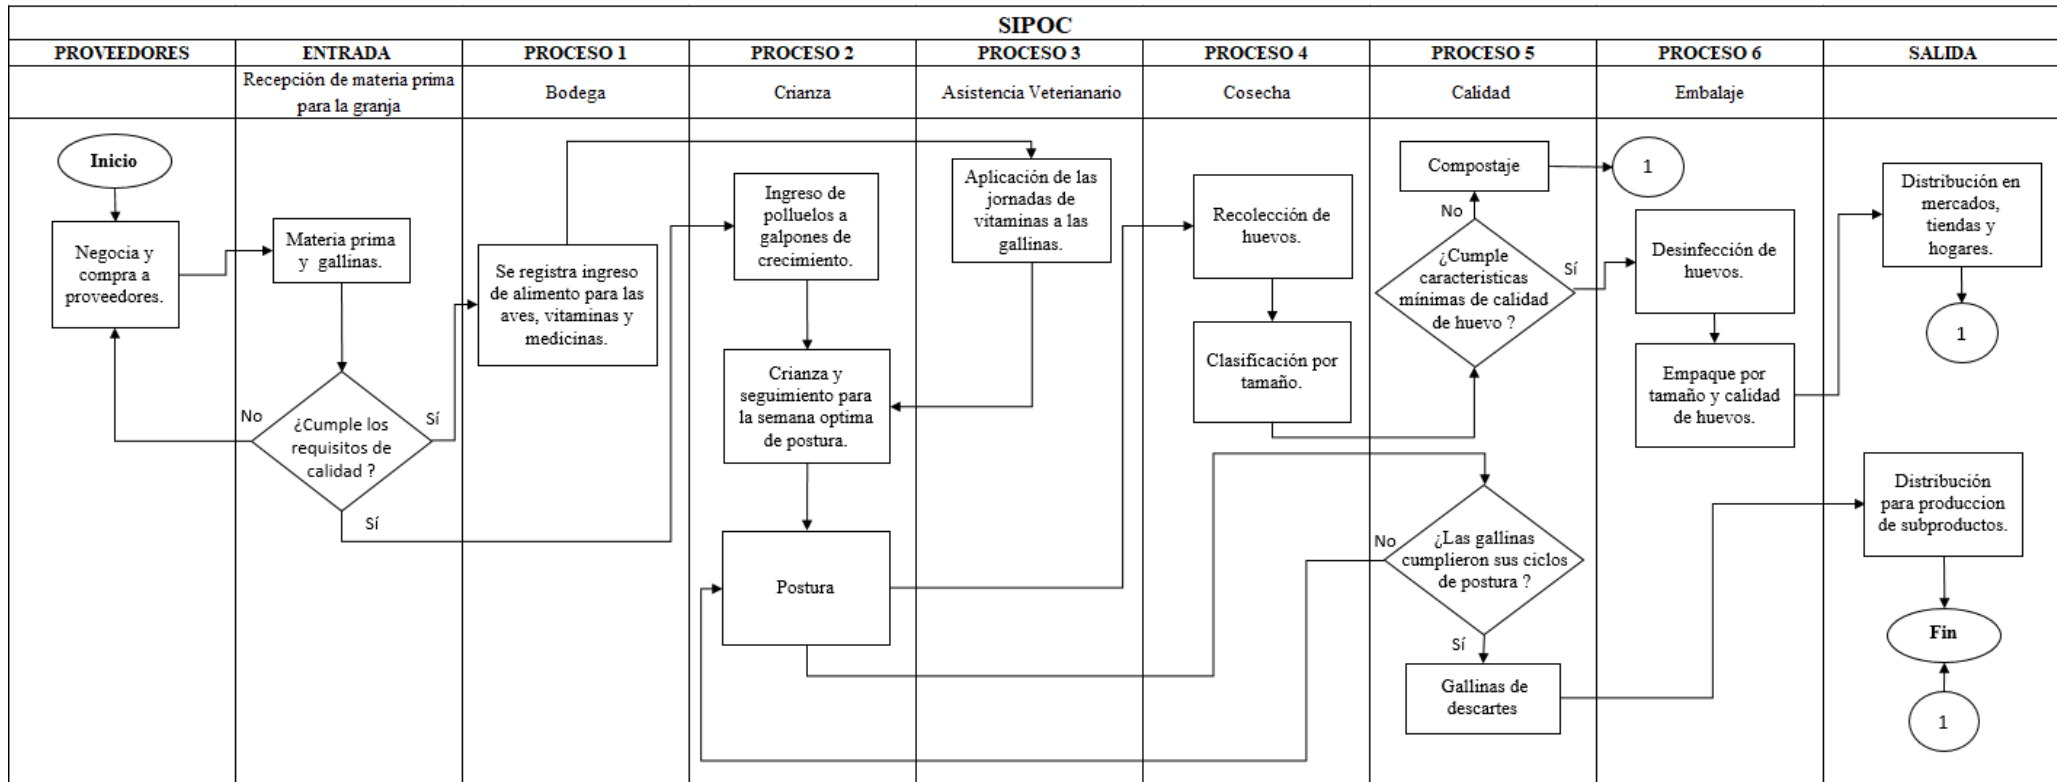 SIPOC
PROVEEDORES
ENTRADA
PROCESO 1
PROCESO 2
PROCESO 3
PROCESO 4
PROCESO 5
PROCESO 6
SALIDA
Recepción de materia prima
para la granja
Bodega
Crianza
Asistencia Veterianario
Cosecha
Calidad
Embalaje
Inicio
Negocia y
compra a
proveedores.
Materia prima
y gallinas.
¿Cumple los
requisitos de
calidad ?
No
Sí
Sí
Se registra ingreso
de alimento para las
aves, vitaminas y
medicinas.
Ingreso de
polluelos a
galpones de
crecimiento.
Crianza y
seguimiento para
la semana optima
de postura.
Postura
Aplicación de las
jornadas de
vitaminas a las
gallinas.
Recolección de
huevos.
Clasificación por
tamaño.
Compostaje
1
No
¿Cumple
características
mínimas de calidad
de huevo ?
Sí
No
¿Las gallinas
cumplieron sus ciclos
de postura ?
Sí
Gallinas de
descartes
Desinfección de
huevos.
Empaque por
tamaño y calidad
de huevos.
Distribución en
mercados,
tiendas y
hogares.
1
Distribución
para produccion
de subproductos.
Fin
1